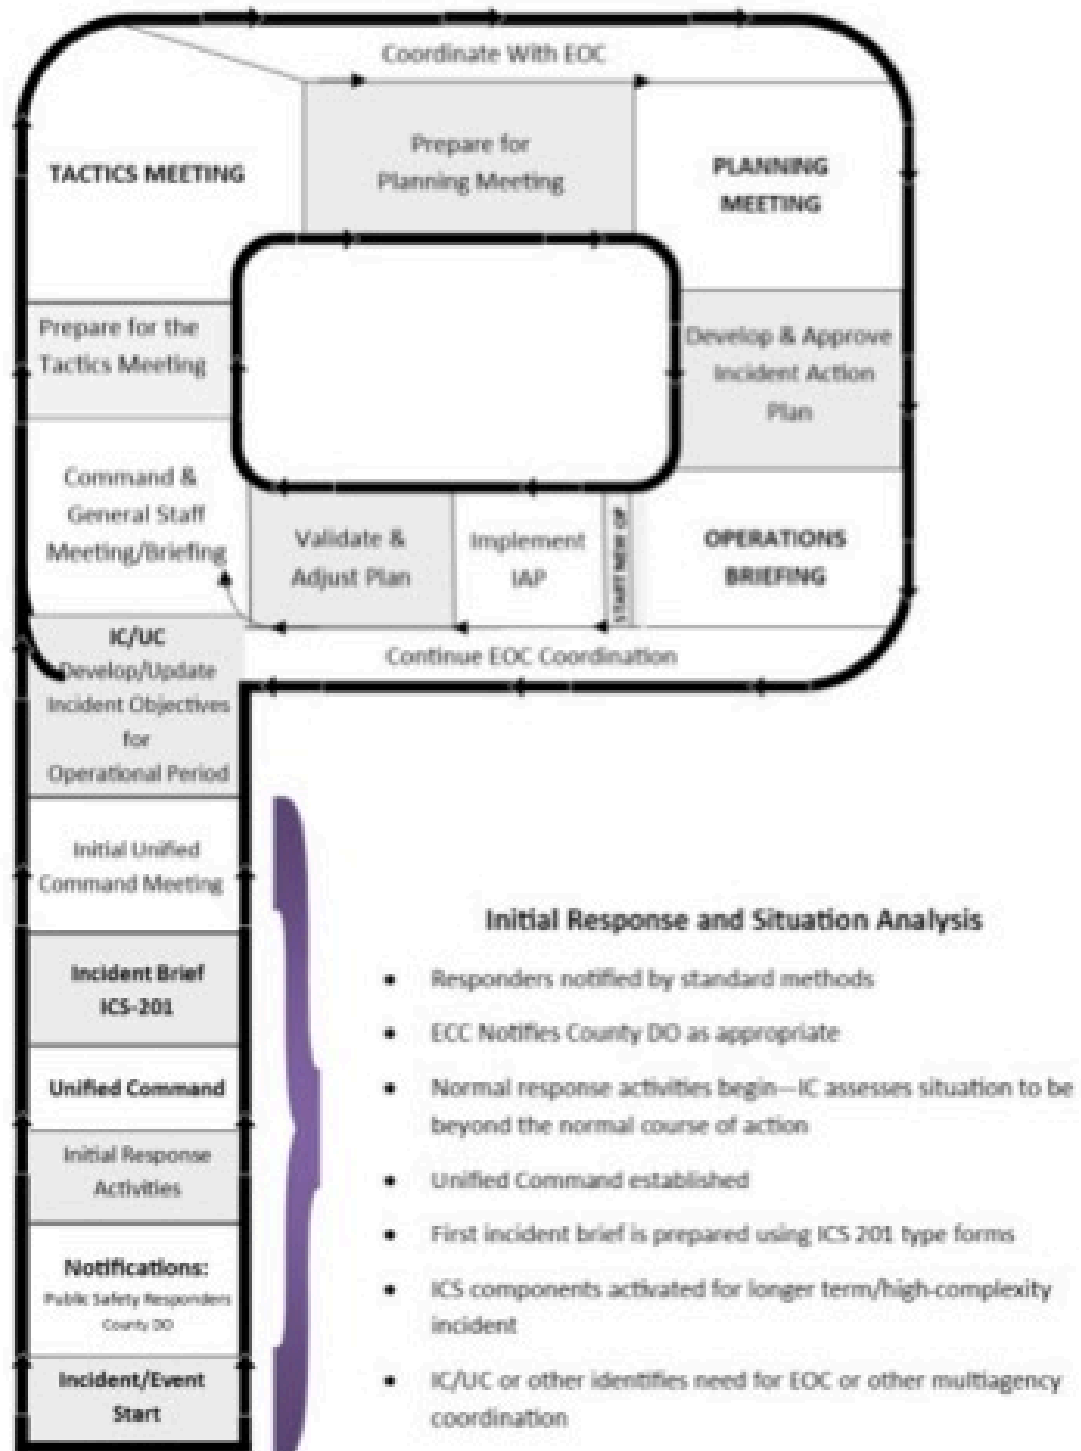 Coordinate With EOC
TACTICS MEETING
Prepare for
Planning Meeting
PLANNING
MEETING
Prepare for the
Tactics Meeting
Develop & Approve
Incident Action
Plan
Command &
General Staff
Meeting/Briefing
Validate &
Adjust Plan
Implement
IAP
START NEW OP
OPERATIONS
BRIEFING
Continue EOC Coordination
IC/UC
Develop/Update
Incident Objectives
for
Operational Period
Initial Unified
Command Meeting
Incident Brief
ICS-201
Unified Command
Initial Response
Activities
Notifications:
Public Safety Responders
County DO
Incident/Event
Start
Initial Response and Situation Analysis
• Responders notified by standard methods
• ECC Notifies County DO as appropriate
• Normal response activities begin—IC assesses situation to be
beyond the normal course of action
• Unified Command established
• First incident brief is prepared using ICS 201 type forms
• ICS components activated for longer term/high-complexity
incident
• IC/UC or other identifies need for EOC or other multiagency
coordination